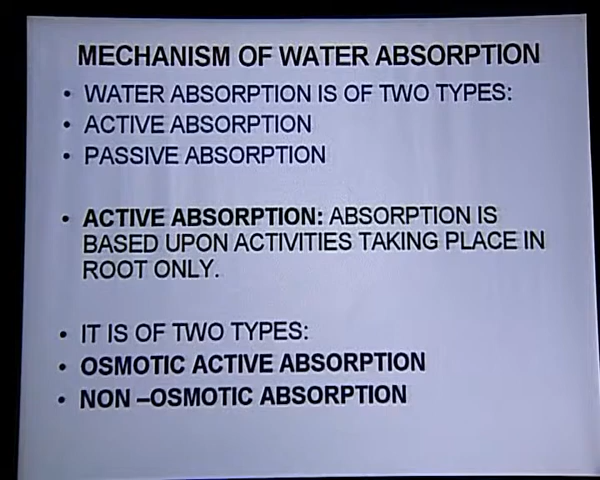 MECHANISM OF WATER ABSORPTION
• WATER ABSORPTION IS OF TWO TYPES:
• ACTIVE ABSORPTION
• PASSIVE ABSORPTION
• ACTIVE ABSORPTION: ABSORPTION IS
BASED UPON ACTIVITIES TAKING PLACE IN
ROOT ONLY.
• IT IS OF TWO TYPES:
• OSMOTIC ACTIVE ABSORPTION
• NON –OSMOTIC ABSORPTION